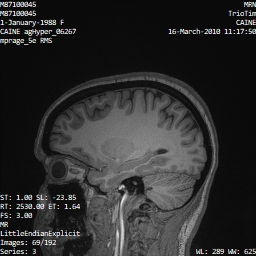 M87100045
M87100045
1-January-1988 F
CAINE agHyper_06267
mprage_5e RMS
MRN
TrioTim
CAINE
16-March-2010 11:17:50
ST: 1.00 SL: -23.85
RT: 2530.00 ET: 1.64
FS: 3.00
MR
LittleEndianExplicit
Images: 69/192
Series: 3
WL: 289 WW: 625